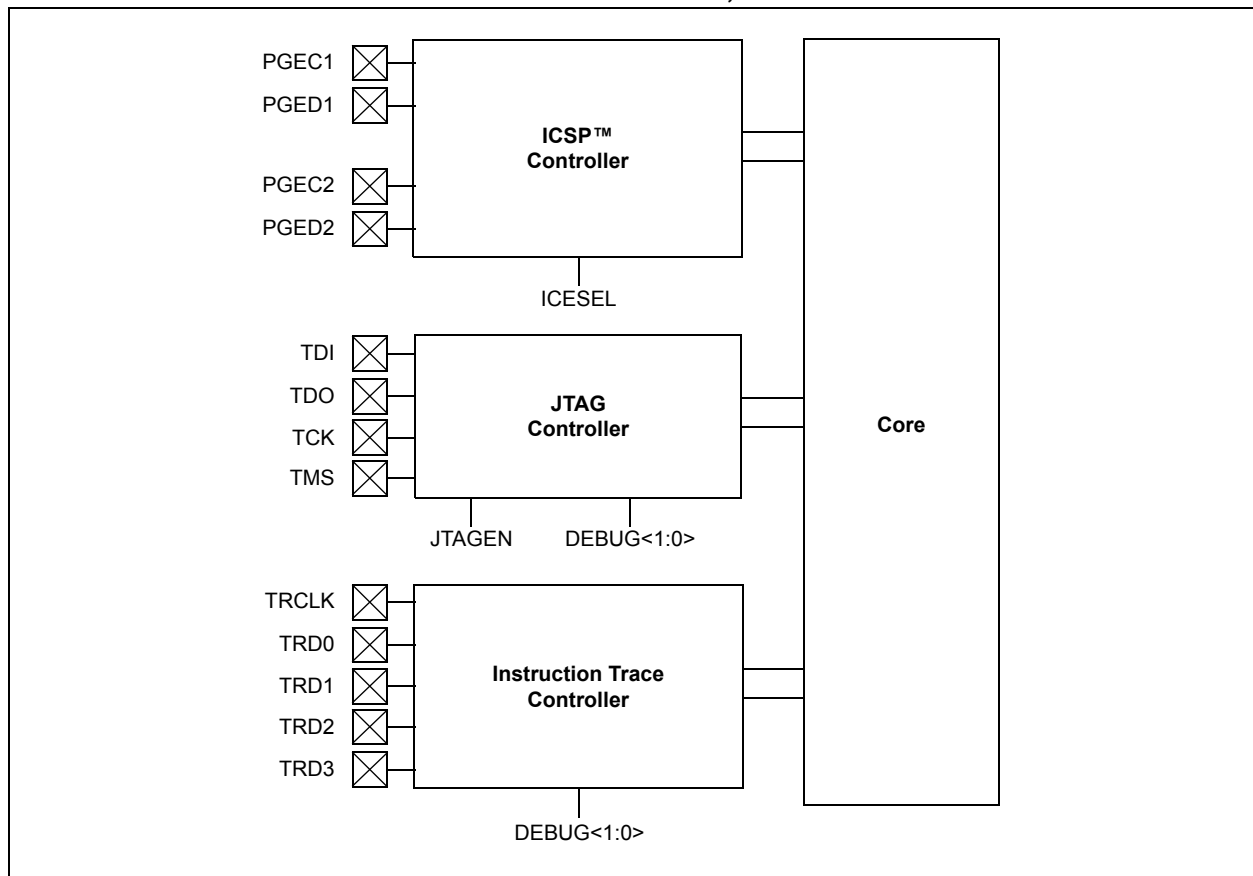 PGEC1
PGED1
PGEC2
PGED2
ICSP™
Controller
ICESEL
TDI
TDO
TCK
TMS
JTAG
Controller
Core
JTAGEN
DEBUG<1:0>
TRCLK
TRD0
TRD1
TRD2
TRD3
Instruction Trace
Controller
DEBUG<1:0>